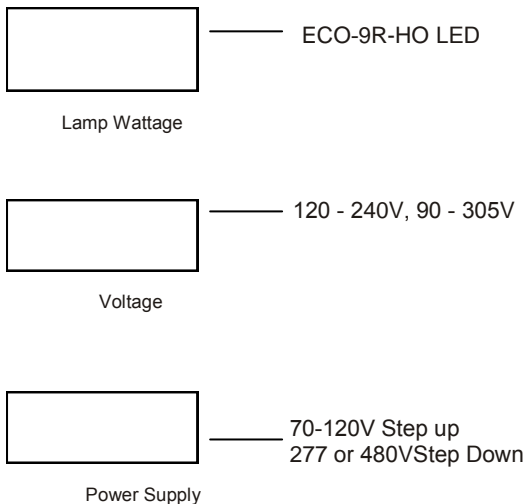 ECO-9R-HO LED
Lamp Wattage
120 - 240V, 90 - 305V
Voltage
70-120V Step up
277 or 480VStep Down
Power Supply